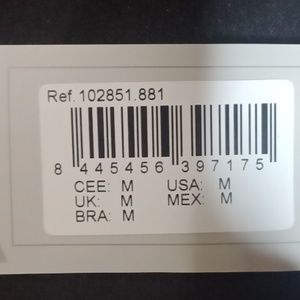 Ref. 102851.881
8 445456 397175
CEE: M USA: M
UK: M MEX: M
BRA: M